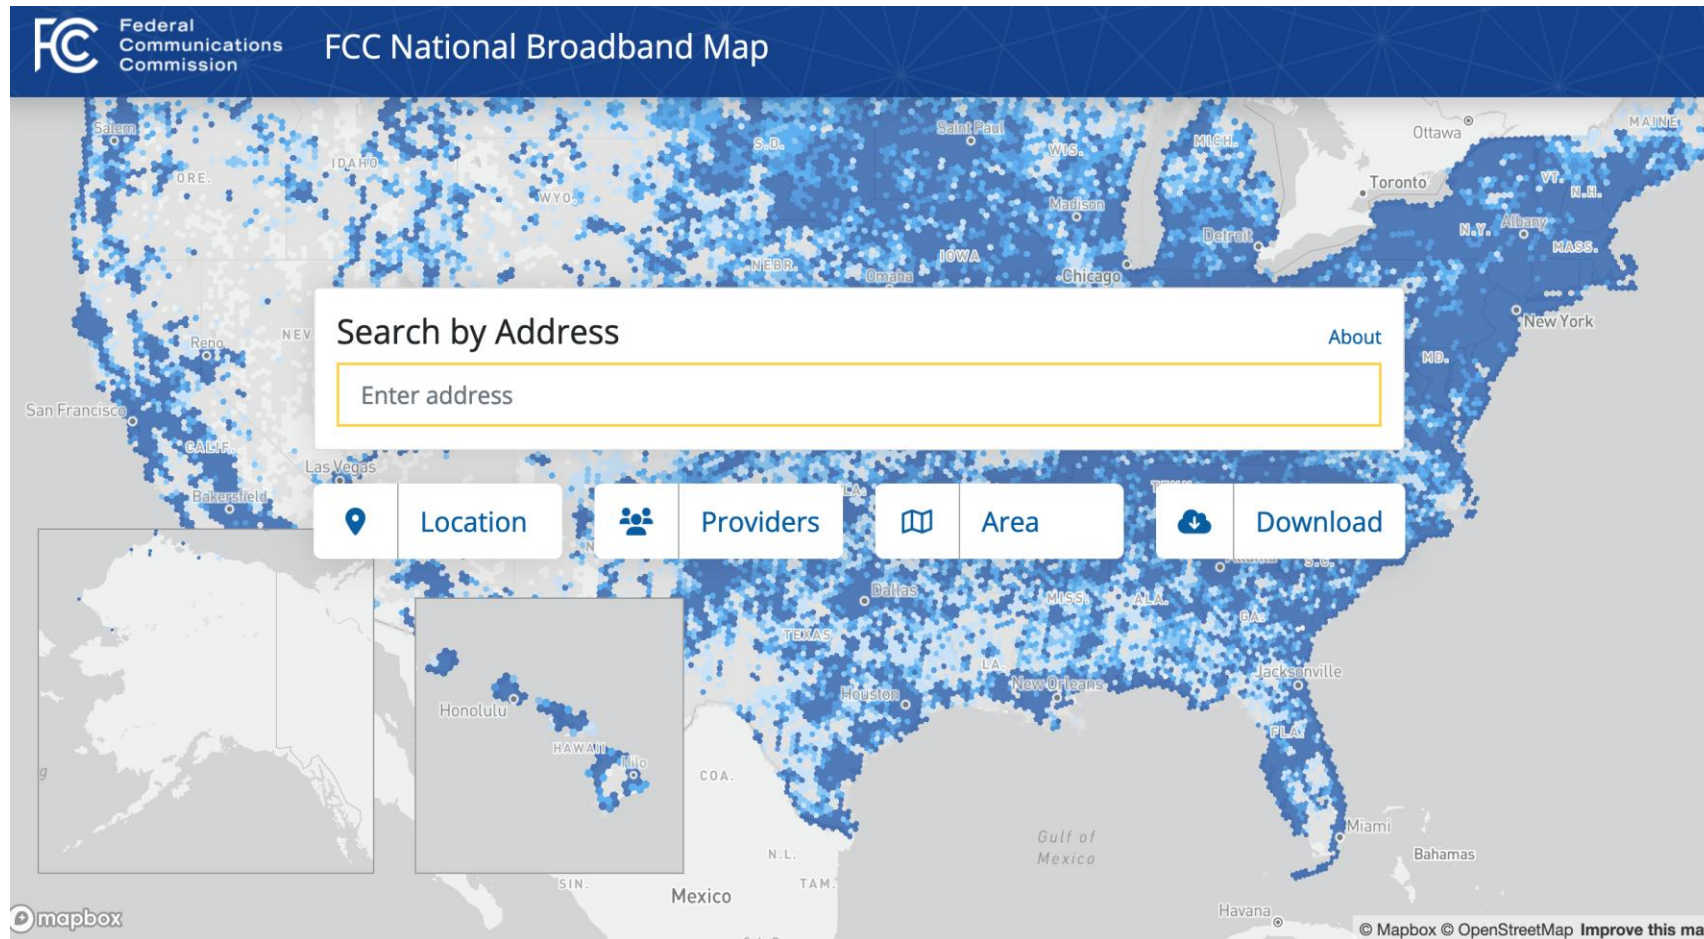 Federal
Communications
Commission
FCC National Broadband Map
Salem
Saint Paul
Ottawa
MAINE
S.D.
WIS.
MICH.
IDAHO
ORE.
WYO.
Toronto
VT.
N.H.
Madison
Albany
N.Y.
Detroit
MASS.
IOWA
NEBR.
Omaha
Chicago
Search by Address
About
Enter address
NEV
Reno
New York
MD.
San Francisco
CALIF.
Las Vegas
Bakersfield
Location
Providers
Area
Download
S.C.
Dallas
MISS.
ALA.
GA.
TEXAS
LA.
Jacksonville
New Orleans
Houston
Honolulu
HAWAII
Hilo
FLA.
COA.
Gulf of
Mexico
Miami
Bahamas
N.L.
SIN.
TAM.
Mexico
Havana
mapbox
© Mapbox © OpenStreetMap Improve this ma